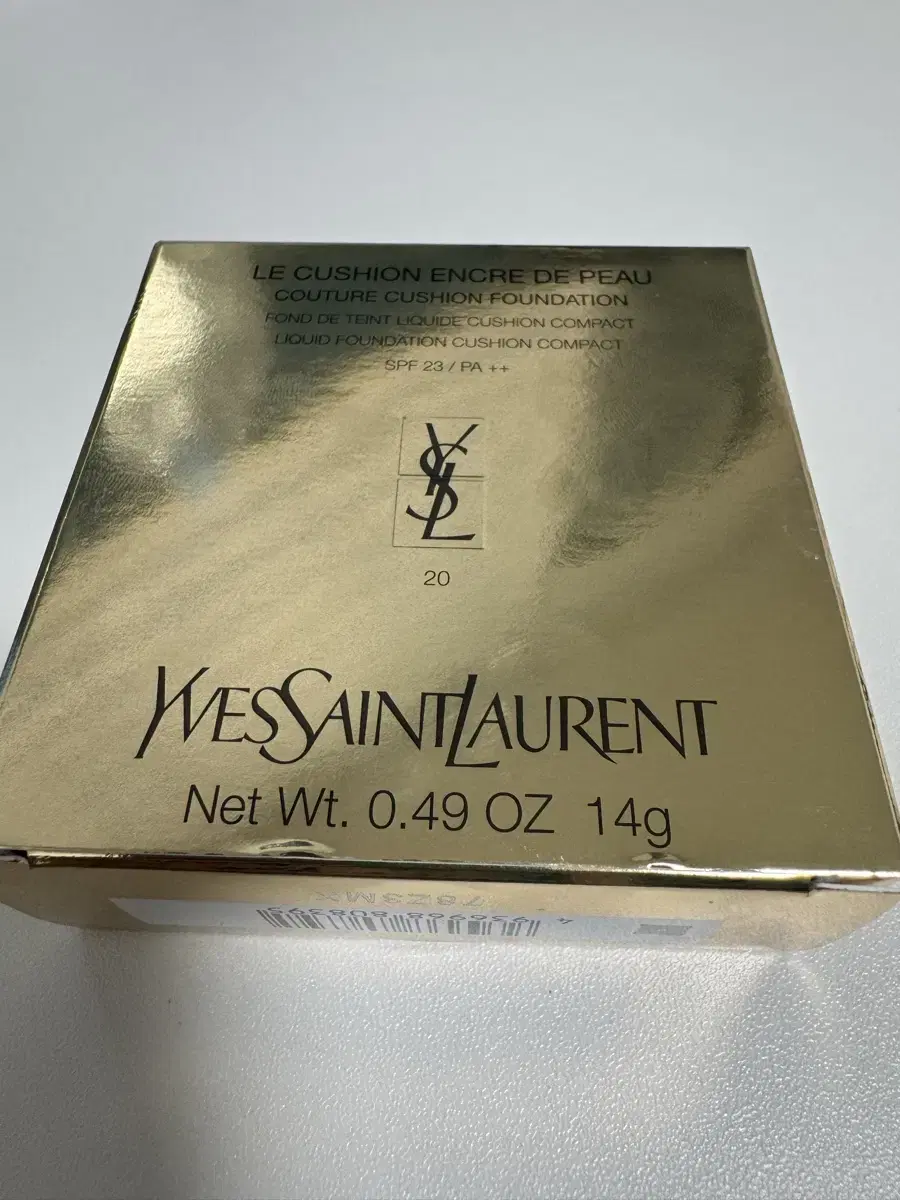 LE CUSHION ENCRE DE PEAU
COUTURE CUSHION FOUNDATION
FOND DE TEINT LIQUIDE CUSHION COMPACT
LIQUID FOUNDATION CUSHION COMPACT
SPF 23 / PA ++
YSL
20
YVESSAINTLAURENT
Net Wt. 0.49 OZ 14g